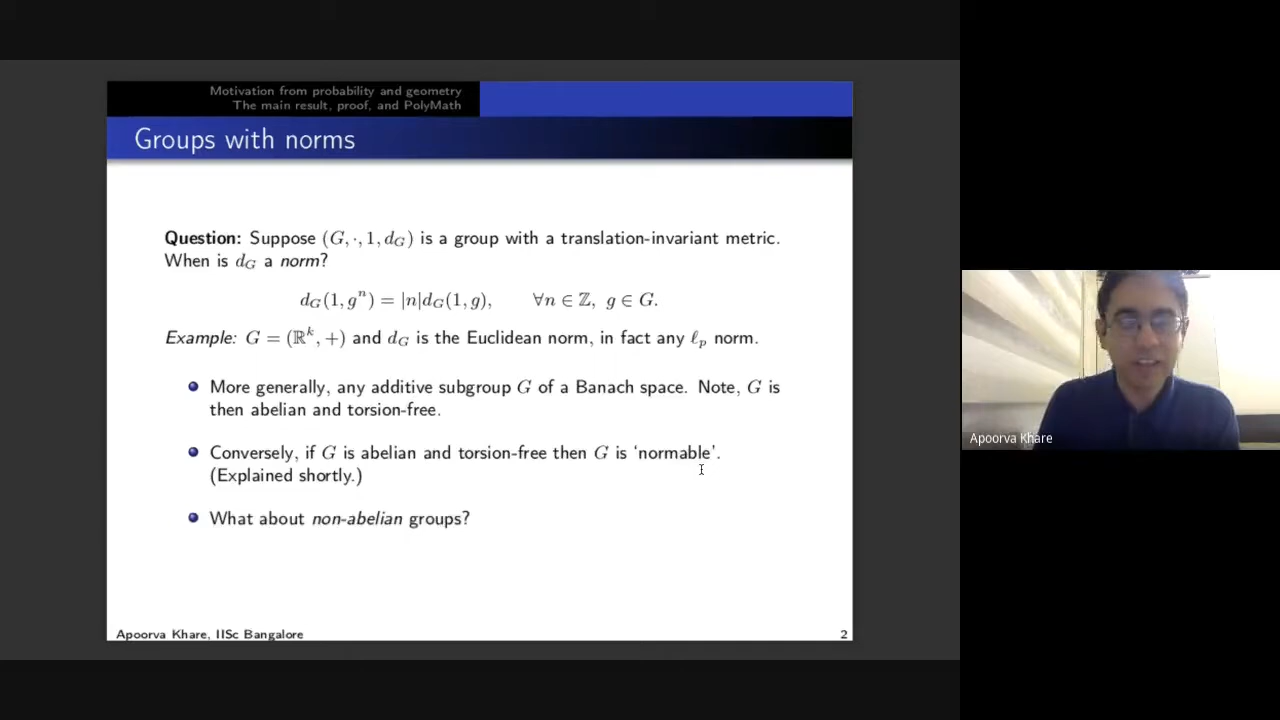 Motivation from probability and geometry
The main result, proof, and PolyMath
Groups with norms
Question: Suppose (G, ·, 1, d_G) is a group with a translation-invariant metric.
When is d_G a norm?
d_G(1, g^n) = |n|d_G(1, g), ∀n ∈ ℤ, g ∈ G.
Example: G = (ℝ^k, +) and d_G is the Euclidean norm, in fact any ℓ_p norm.
More generally, any additive subgroup G of a Banach space. Note, G is
then abelian and torsion-free.
Conversely, if G is abelian and torsion-free then G is ‘normable’.
(Explained shortly.)
What about non-abelian groups?
Apoorva Khare, IISc Bangalore
2
Apoorva Khare